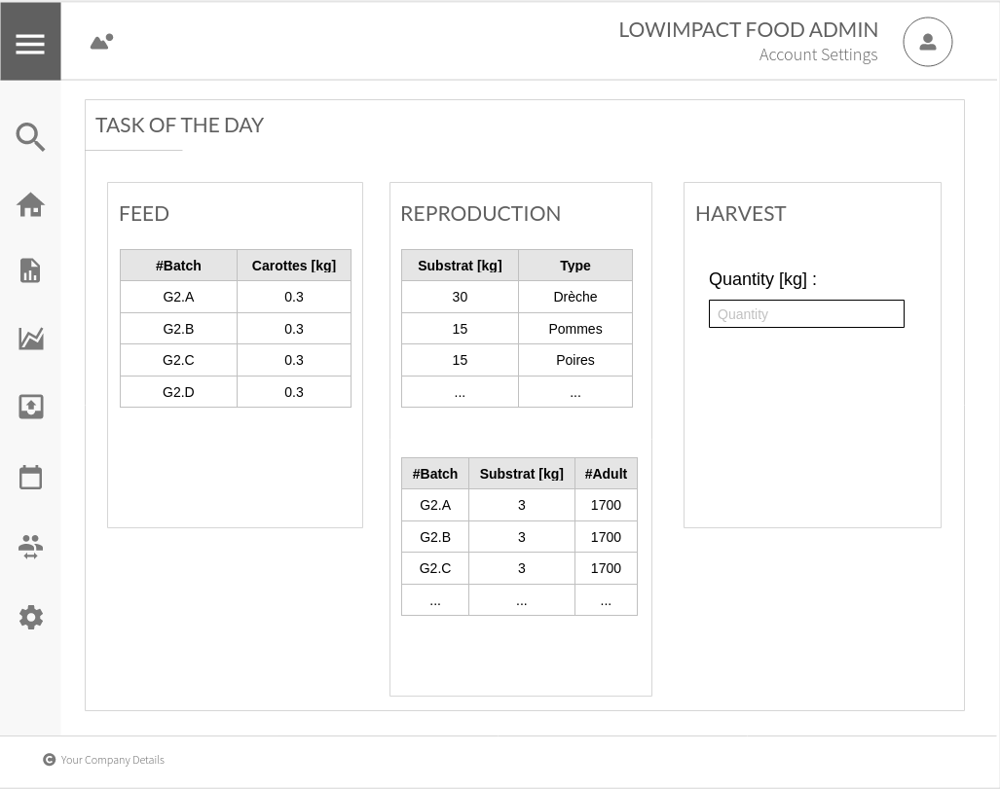 LOWIMPACT FOOD ADMIN
Account Settings
TASK OF THE DAY
FEED
#Batch Carottes [kg]
G2.A 0.3
G2.B 0.3
G2.C 0.3
G2.D 0.3
REPRODUCTION
Substrat [kg] Type
30 Drèche
15 Pommes
15 Poires
... ...
#Batch Substrat [kg] #Adult
G2.A 3 1700
G2.B 3 1700
G2.C 3 1700
... ... ...
HARVEST
Quantity [kg] :
Quantity
Your Company Details